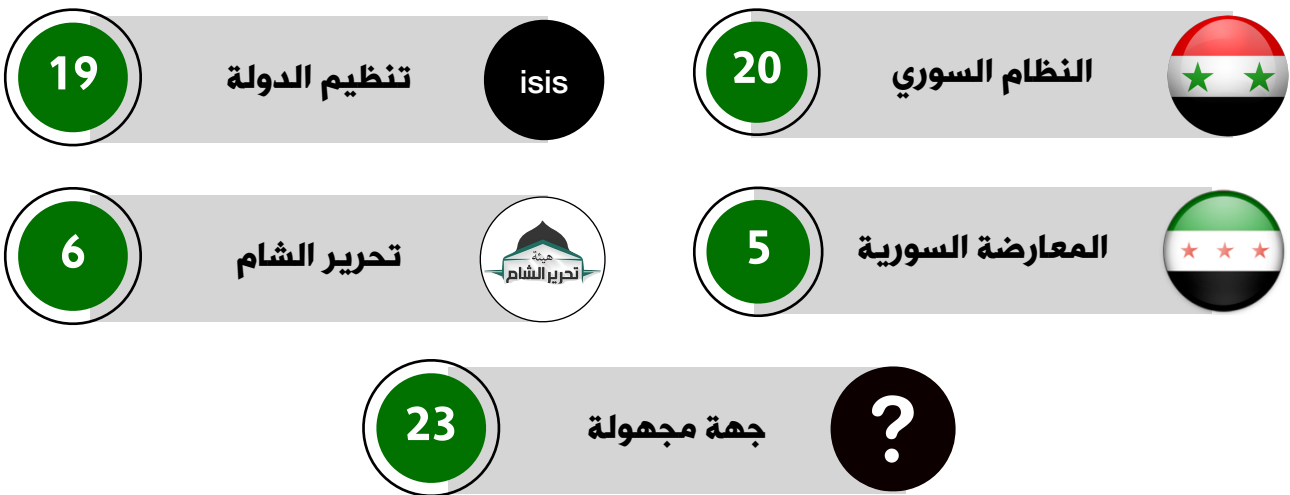 النظام السوري
20
isis
تنظيم الدولة
19
المعارضة السورية
5
هيئة
تحرير الشام
تحرير الشام
6
?
جهة مجهولة
23